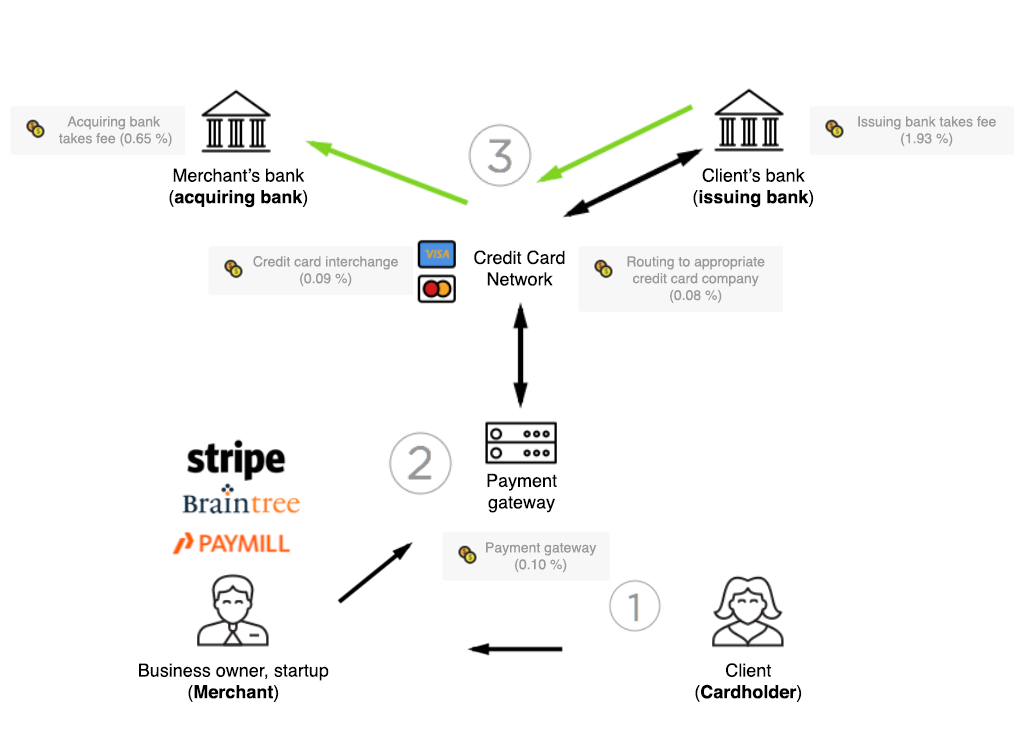 Acquiring bank
takes fee (0.65 %)
Merchant's bank
(acquiring bank)
3
Client's bank
(issuing bank)
Issuing bank takes fee
(1.93 %)
Credit card interchange
(0.09 %)
VISA
Credit Card
Network
Routing to appropriate
credit card company
(0.08 %)
stripe
Braintree
PAYMILL
2
Payment
gateway
Payment gateway
(0.10 %)
1
Business owner, startup
(Merchant)
Client
(Cardholder)